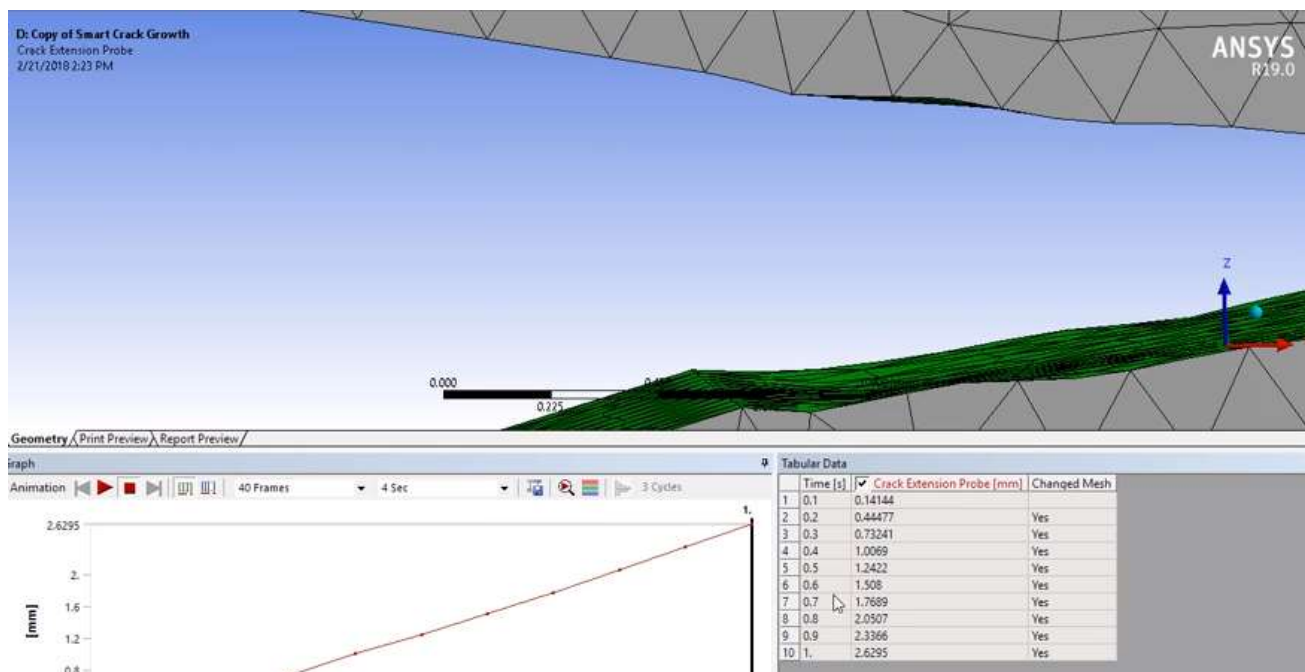 D: Copy of Smart Crack Growth
Crack Extension Probe
2/21/2018 2:23 PM
ANSYS
R19.0
Z
0.000
0.225
Geometry Print Preview Report Preview
Graph
Animation 40 Frames 4 Sec 3 Cycles
1.
2.6295
2.
1.6
1.2
0.8
[mm]
Tabular Data
Time [s] Crack Extension Probe [mm] Changed Mesh
1 0.1 0.14144
2 0.2 0.44477 Yes
3 0.3 0.73241 Yes
4 0.4 1.0069 Yes
5 0.5 1.2422 Yes
6 0.6 1.508 Yes
7 0.7 1.7689 Yes
8 0.8 2.0507 Yes
9 0.9 2.3366 Yes
10 1. 2.6295 Yes